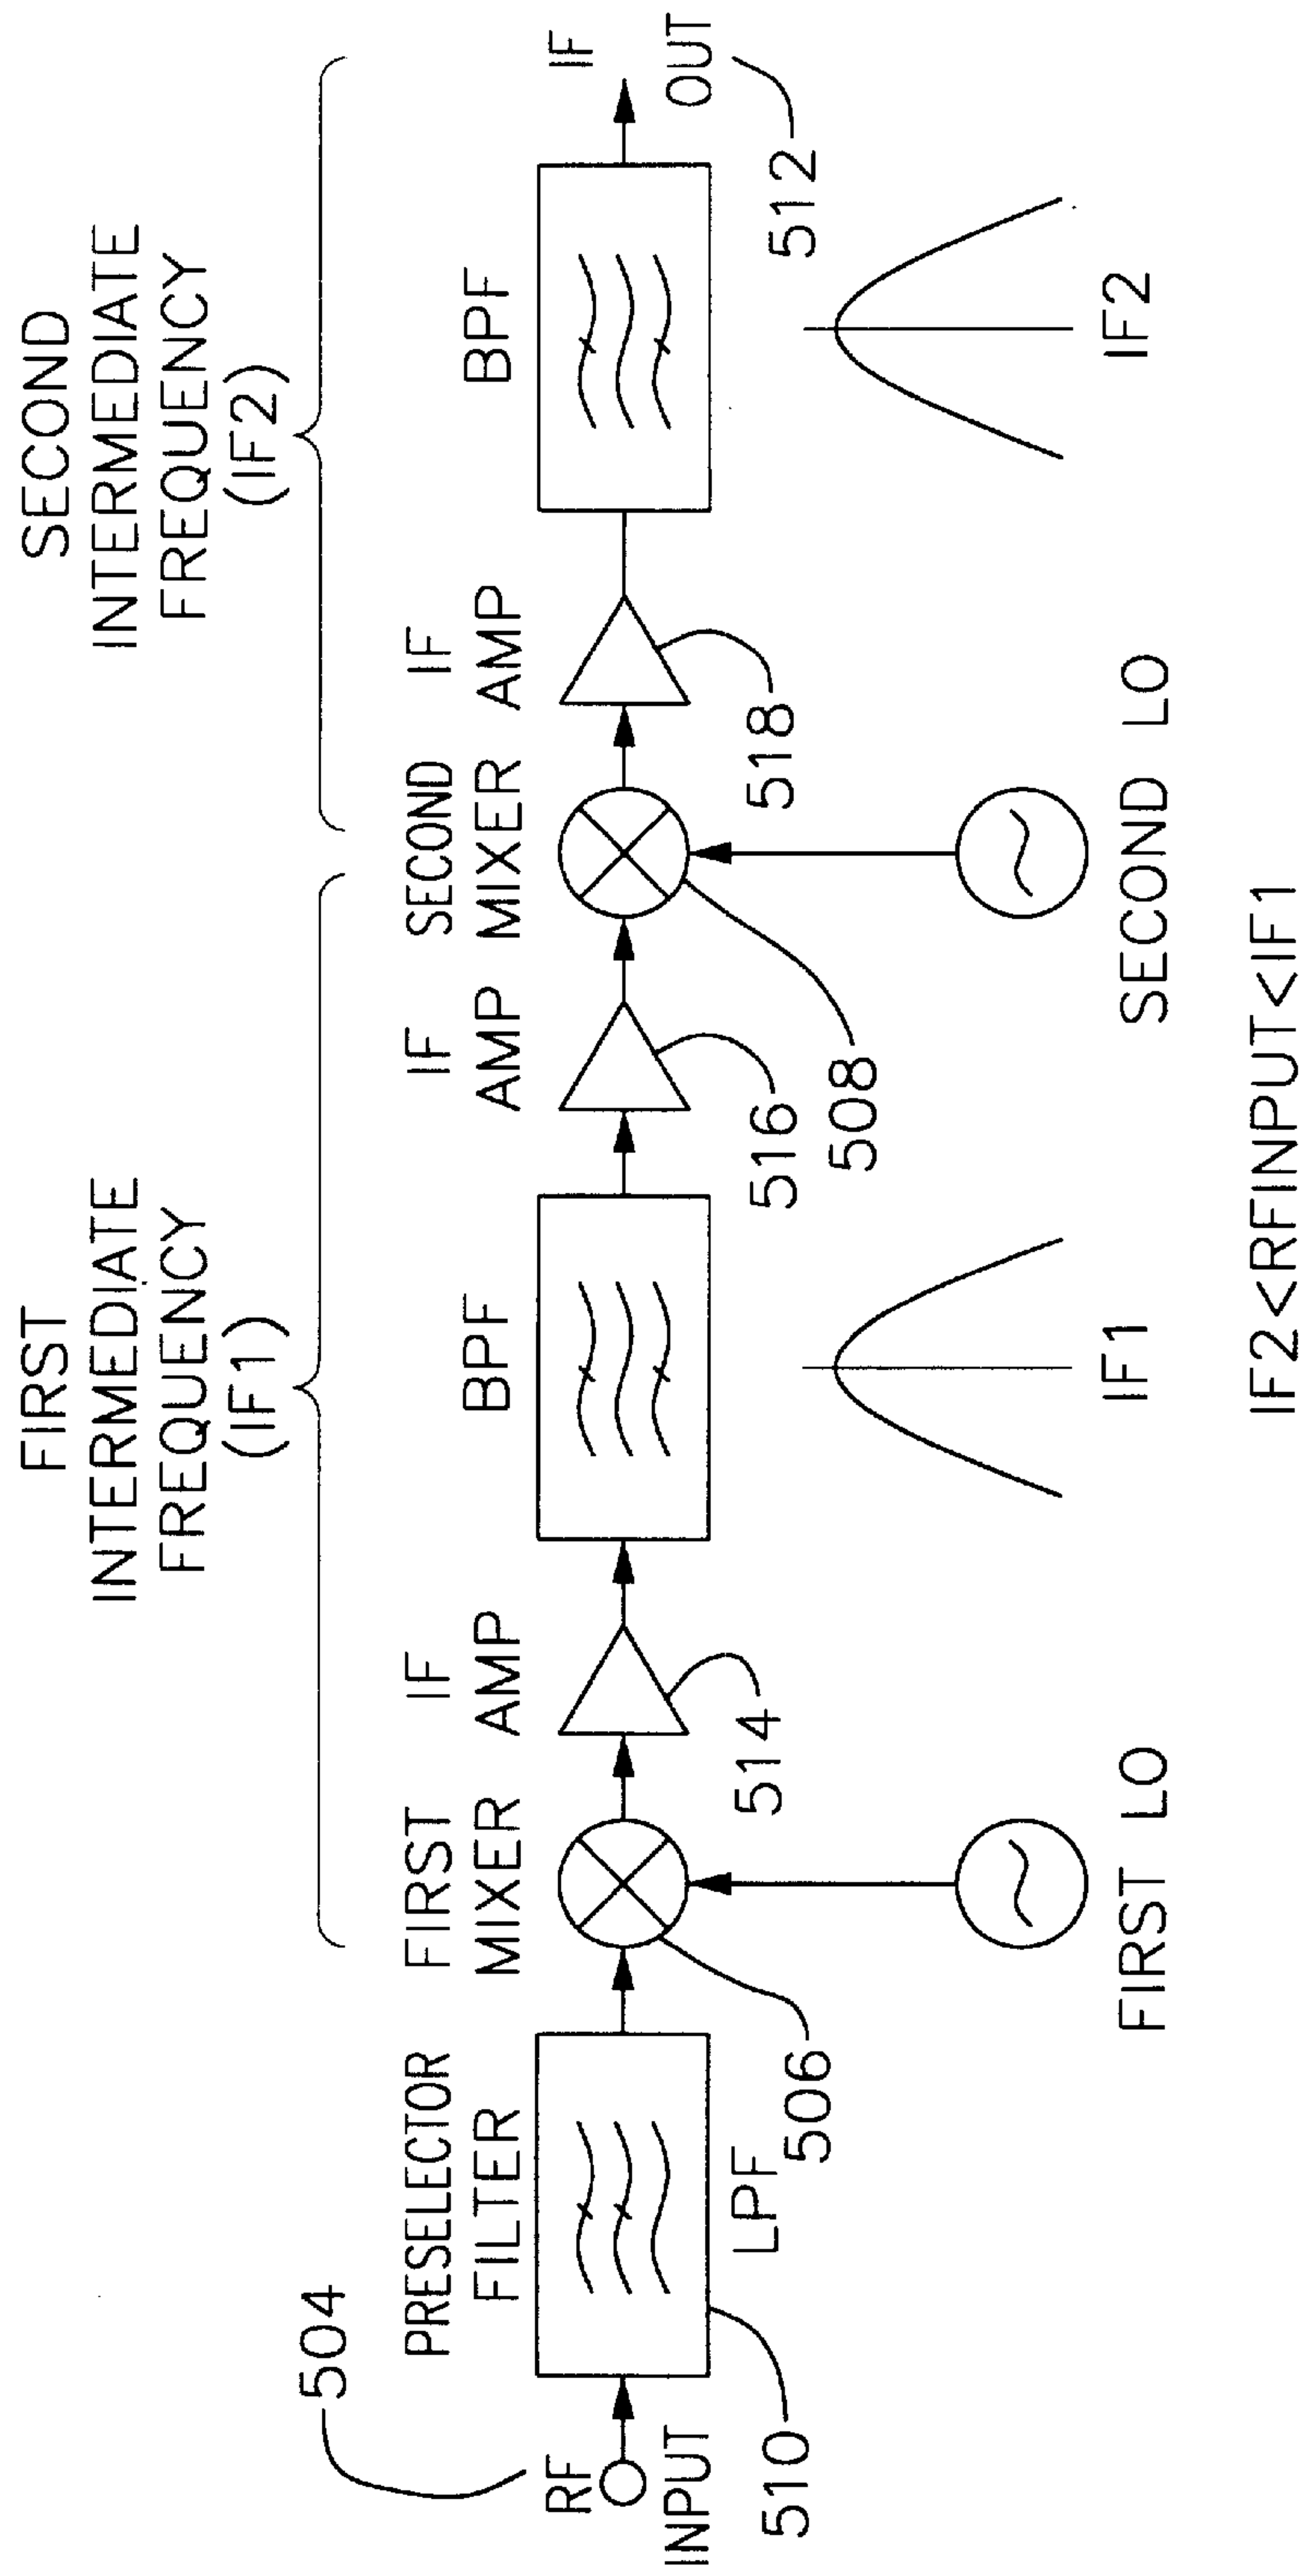 FIRST
INTERMEDIATE
FREQUENCY
(IF1)
SECOND
INTERMEDIATE
FREQUENCY
(IF2)
504
RF
INPUT
PRESELECTOR
FILTER
LPF
510
FIRST
MIXER
506
FIRST LO
IF
AMP
514
BPF
IF1
IF
AMP
516
SECOND
MIXER
508
SECOND LO
IF
AMP
518
BPF
IF2
IF
OUT
512
IF2<RFINPUT<IF1